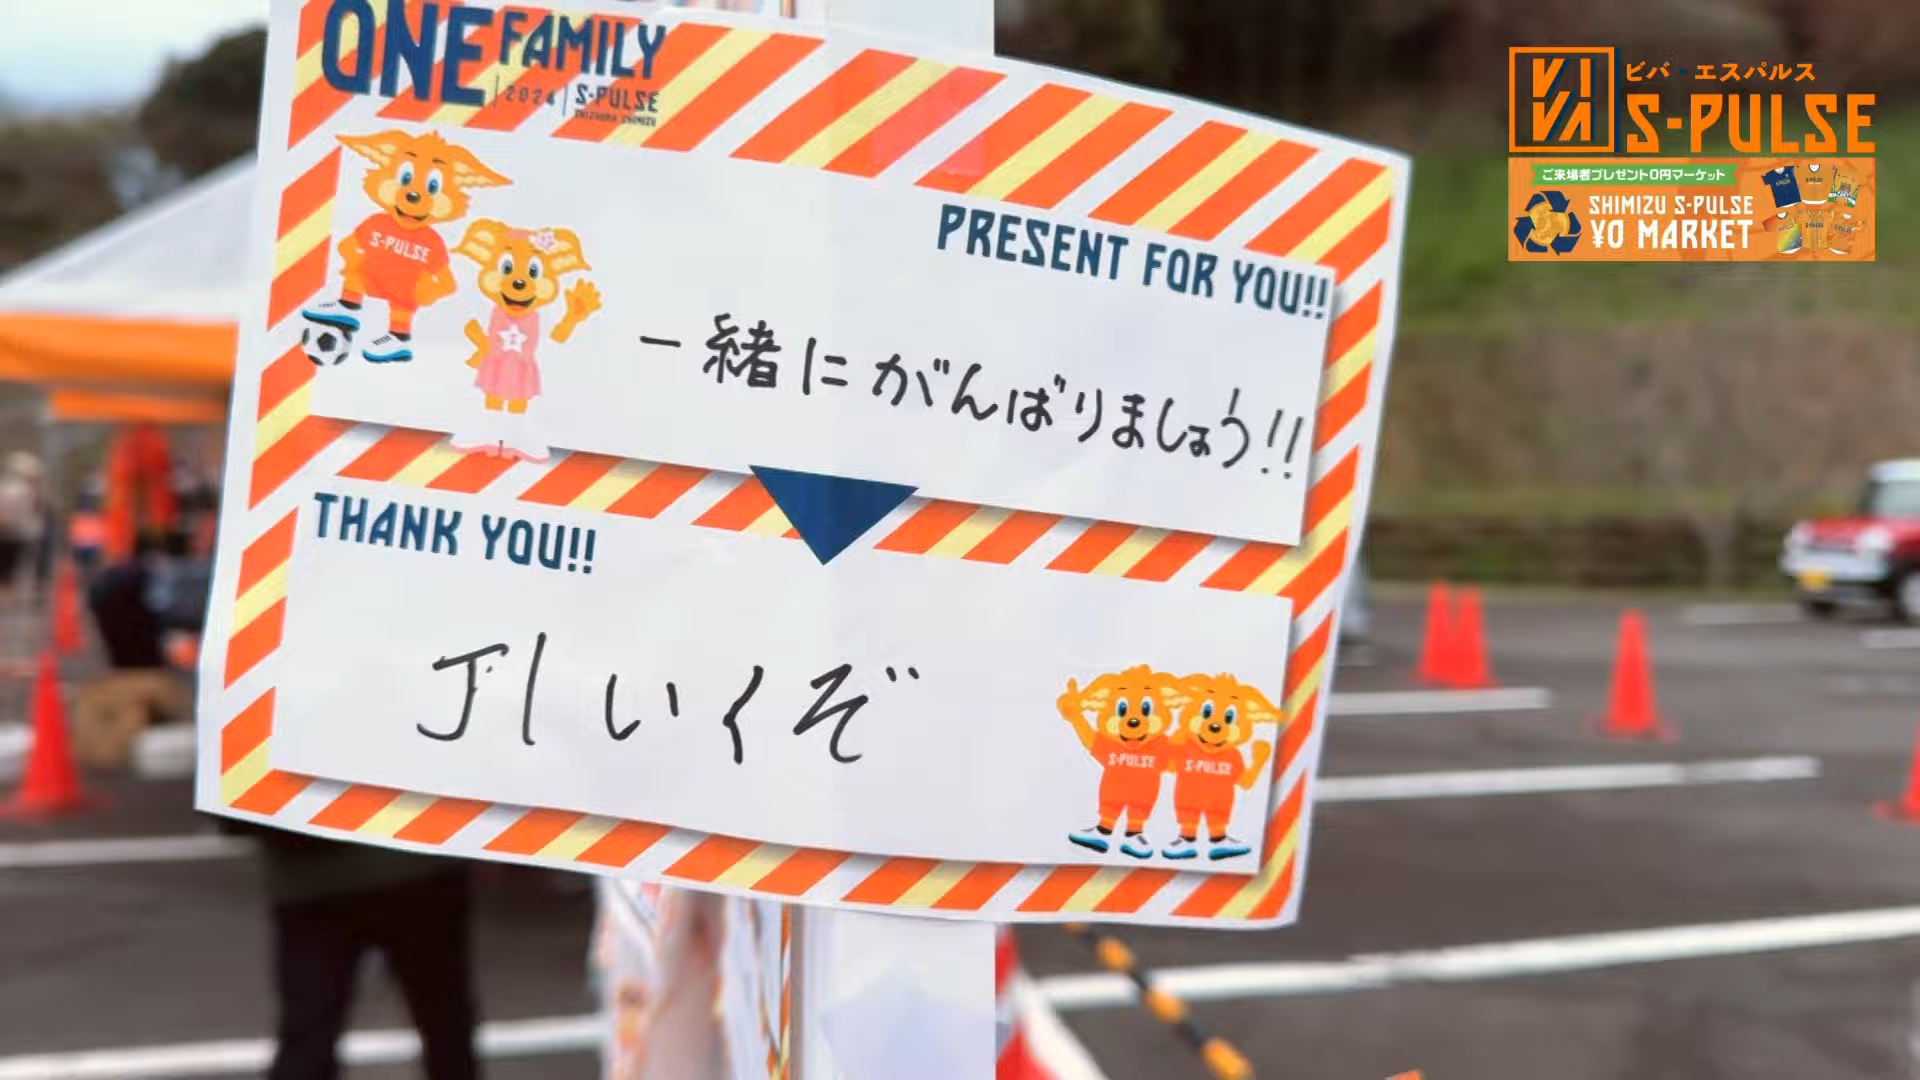 ONE FAMILY
2024 S-PULSE
SHIZUOKA SHIMIZU
S-PULSE
PRESENT FOR YOU!!
一緒にがんばりましょう!!
THANK YOU!!
J1いくぞ
S-PULSE S-PULSE
VIVA
ビバ・エスパルス
S-PULSE
ご来場者プレゼント0円マーケット
SHIMIZU S-PULSE
¥0 MARKET